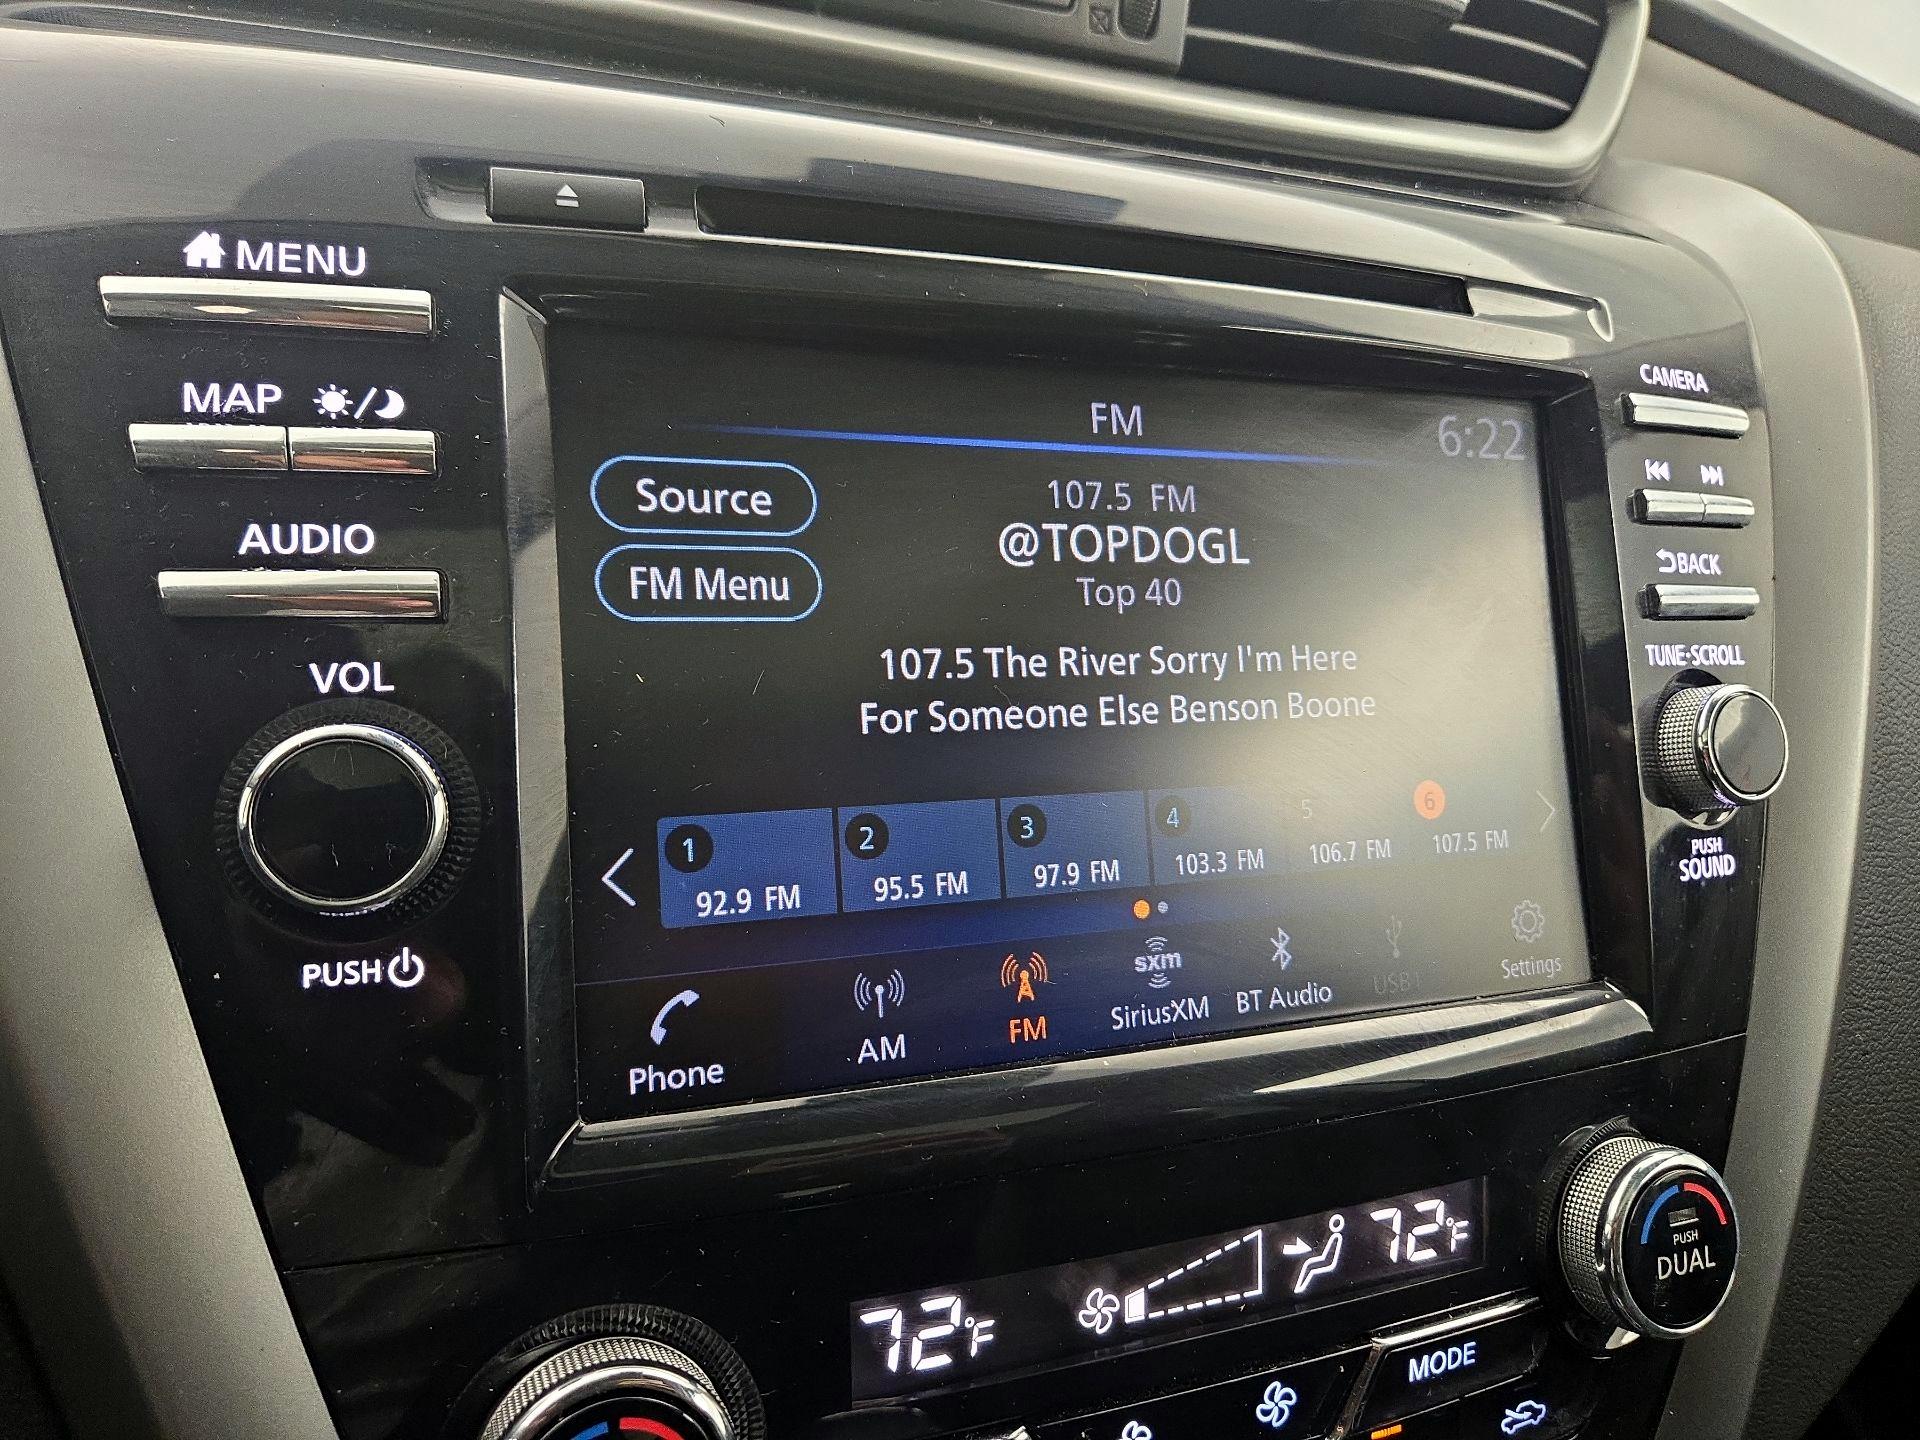 MENU
MAP
AUDIO
VOL
PUSH
FM
6:22
Source
FM Menu
107.5 FM
@TOPDOGL
Top 40
107.5 The River Sorry I'm Here
For Someone Else Benson Boone
1
92.9 FM
2
95.5 FM
3
97.9 FM
4
103.3 FM
5
106.7 FM
6
107.5 FM
Phone
AM
FM
sxm
SiriusXM
BT Audio
USB
Settings
CAMERA
BACK
TUNE·SCROLL
PUSH
SOUND
72°F
72°F
PUSH
DUAL
MODE